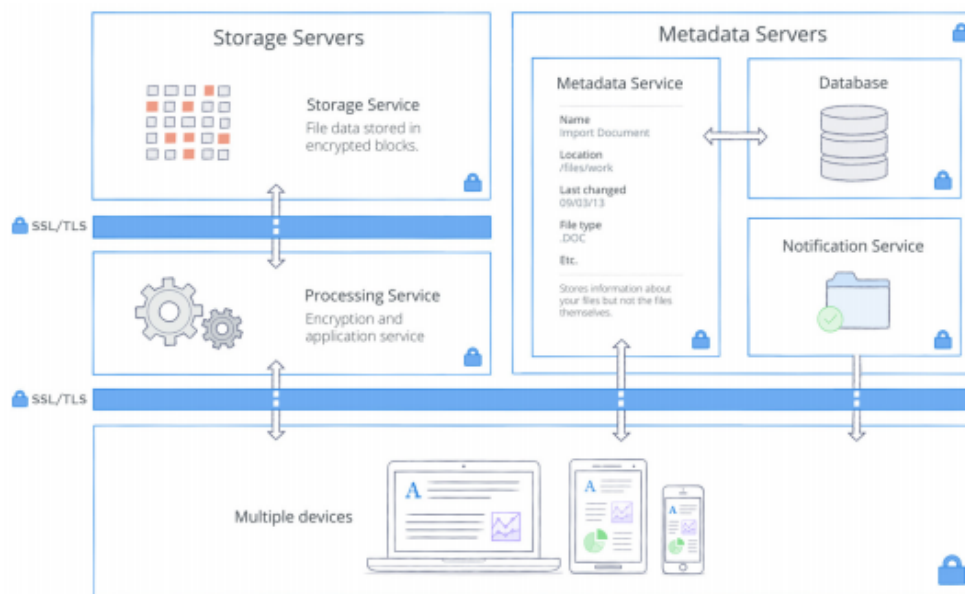 Storage Servers
Storage Service
File data stored in
encrypted blocks.
SSL/TLS
Processing Service
Encryption and
application service
Metadata Servers
Metadata Service
Name
Import Document
Location
/files/work
Last changed
09/03/13
File type
.DOC
Etc.
Stores information about
your files but not the files
themselves.
Database
Notification Service
SSL/TLS
Multiple devices
A
A
A